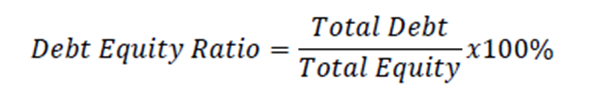 Debt Equity Ratio = Total Debt / Total Equity x100%